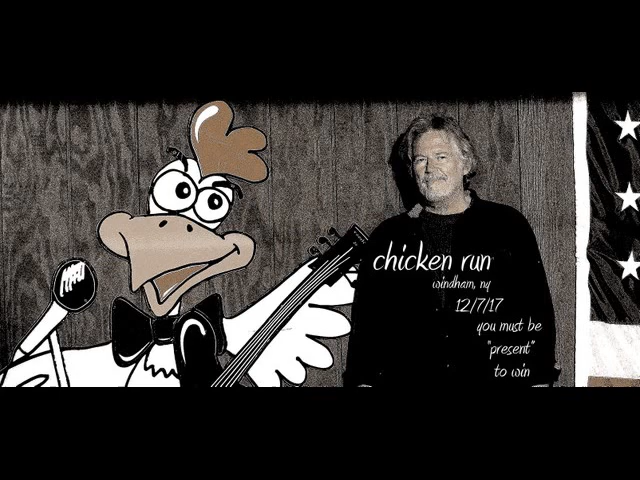 chicken run
windham, ny
12/7/17
you must be
"present"
to win